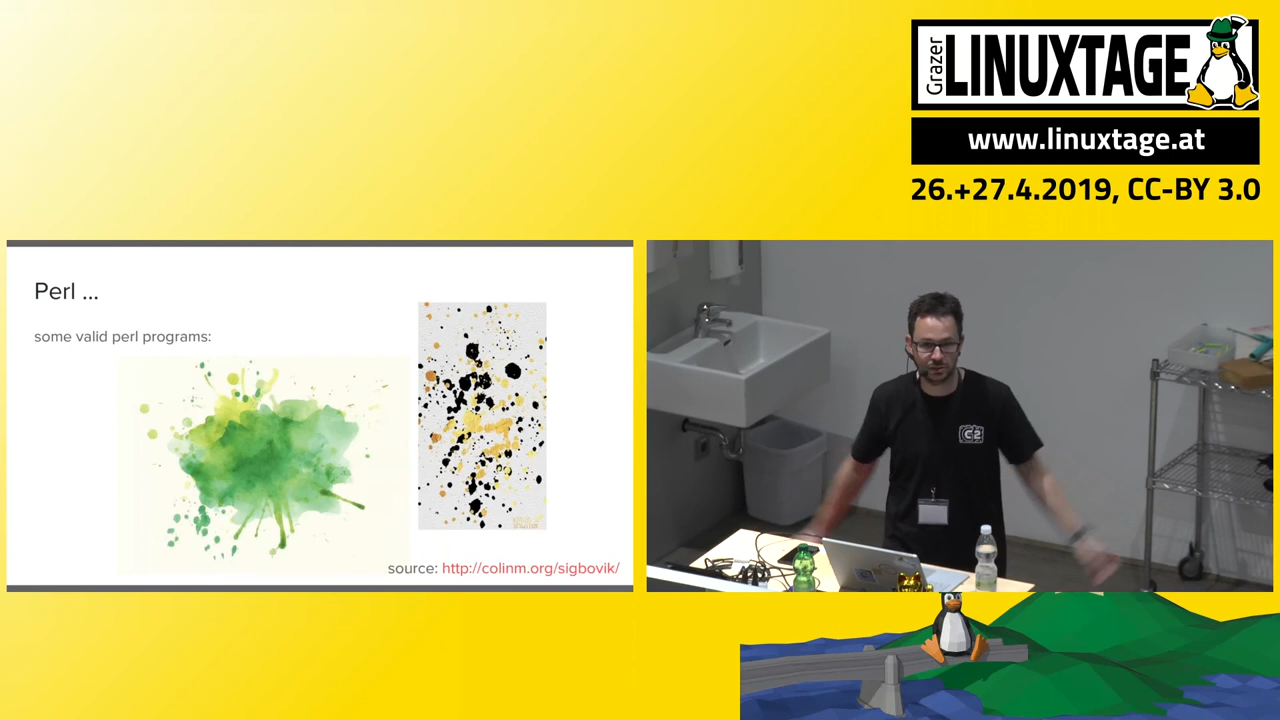 Grazer
LINUXTAGE
www.linuxtage.at
26.+27.4.2019, CC-BY 3.0
Perl ...
some valid perl programs:
source: http://colinm.org/sigbovik/